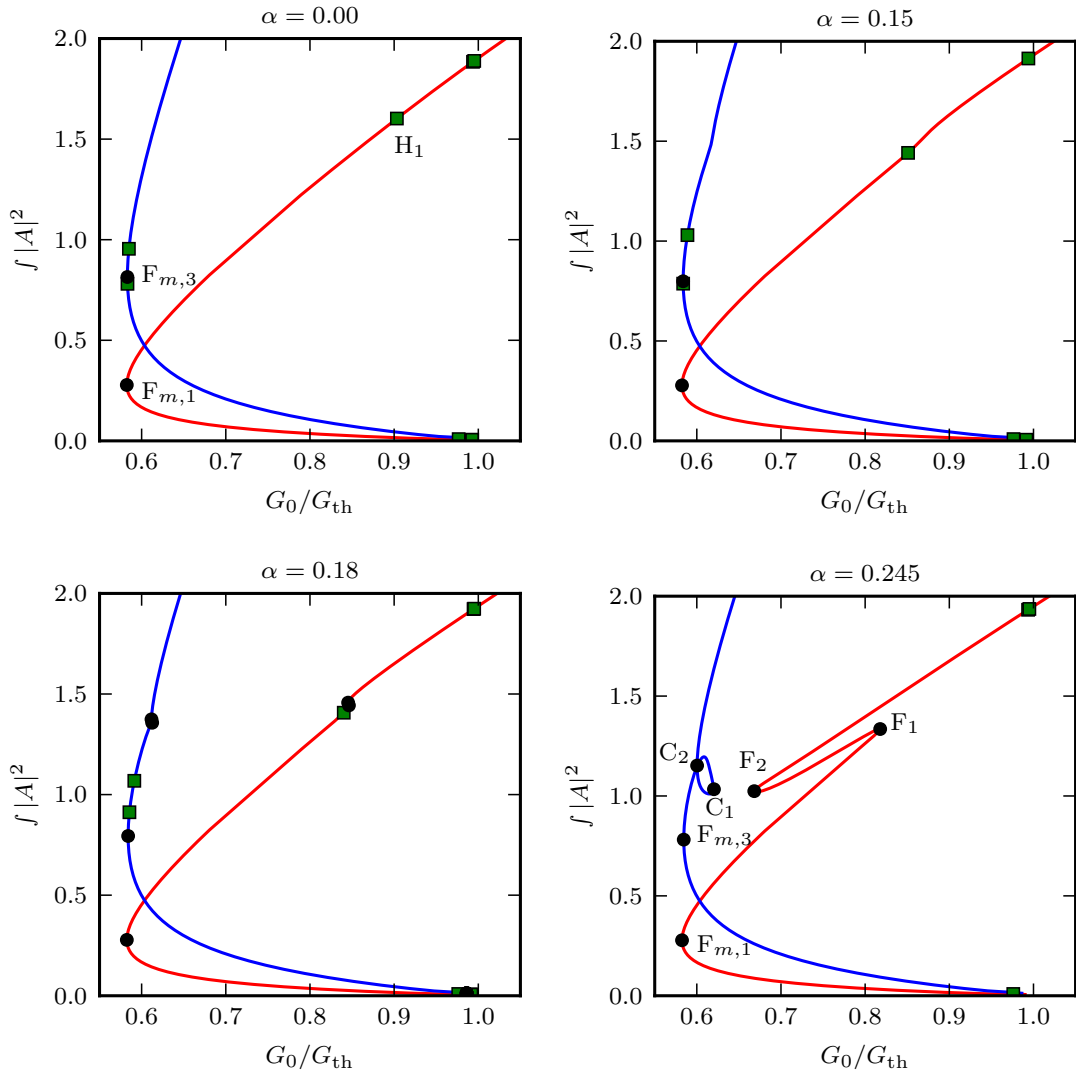 α = 0.00
2.0
1.5
1.0
0.5
0.0
∫ |A|²
H₁
F_{m,3}
F_{m,1}
0.6 0.7 0.8 0.9 1.0
G₀/G_th
α = 0.15
2.0
1.5
1.0
0.5
0.0
∫ |A|²
0.6 0.7 0.8 0.9 1.0
G₀/G_th
α = 0.18
2.0
1.5
1.0
0.5
0.0
∫ |A|²
0.6 0.7 0.8 0.9 1.0
G₀/G_th
α = 0.245
2.0
1.5
1.0
0.5
0.0
∫ |A|²
F₁
C₂ F₂
C₁
F_{m,3}
F_{m,1}
0.6 0.7 0.8 0.9 1.0
G₀/G_th